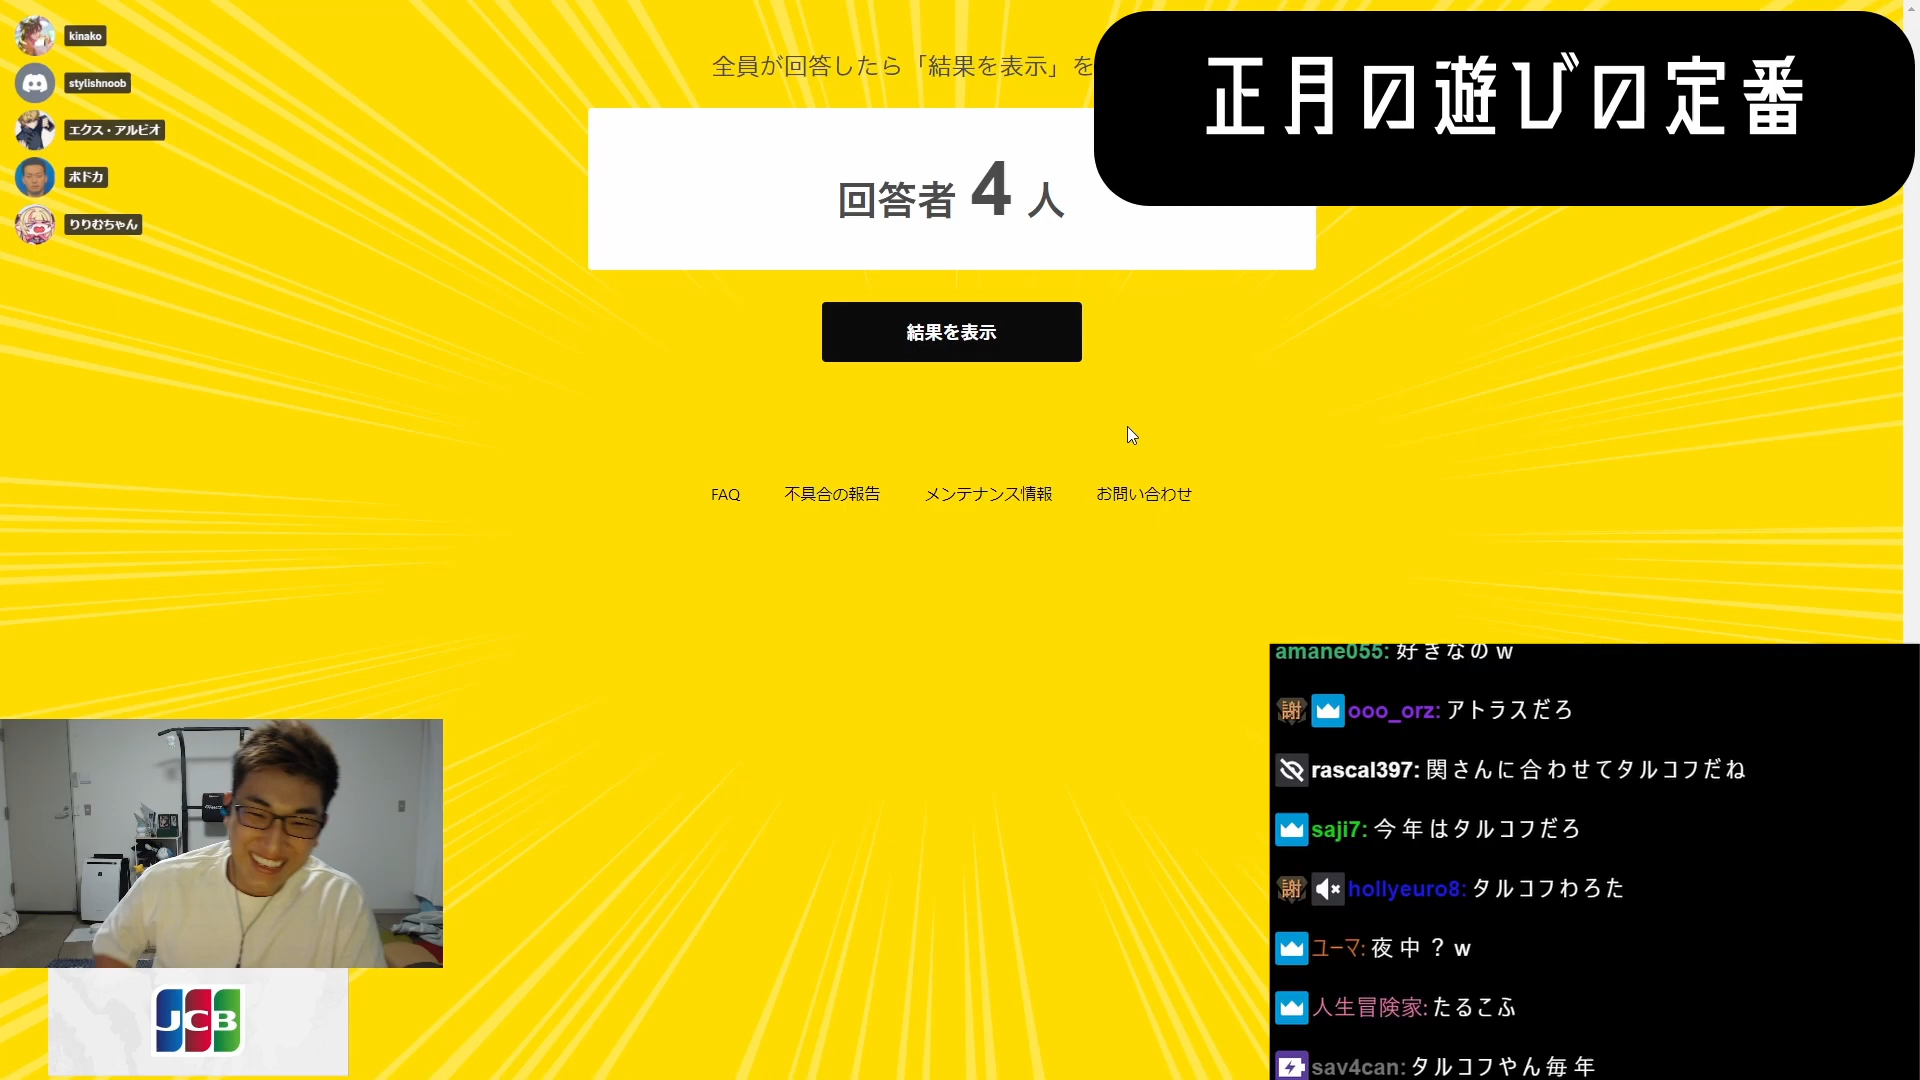 kinako
stylishnoob
エクス・アルビオ
ボドカ
りりむちゃん
全員が回答したら「結果を表示」を
正月の遊びの定番
回答者 4 人
結果を表示
FAQ 不具合の報告 メンテナンス情報 お問い合わせ
amane055: 好きなのw
謝 ooo_orz: アトラスだろ
rascal397: 関さんに合わせてタルコフだね
saji7: 今年はタルコフだろ
謝 hollyeuro8: タルコフわろた
ユーマ: 夜中？w
人生冒険家: たるこふ
sav4can: タルコフやん毎年
JCB